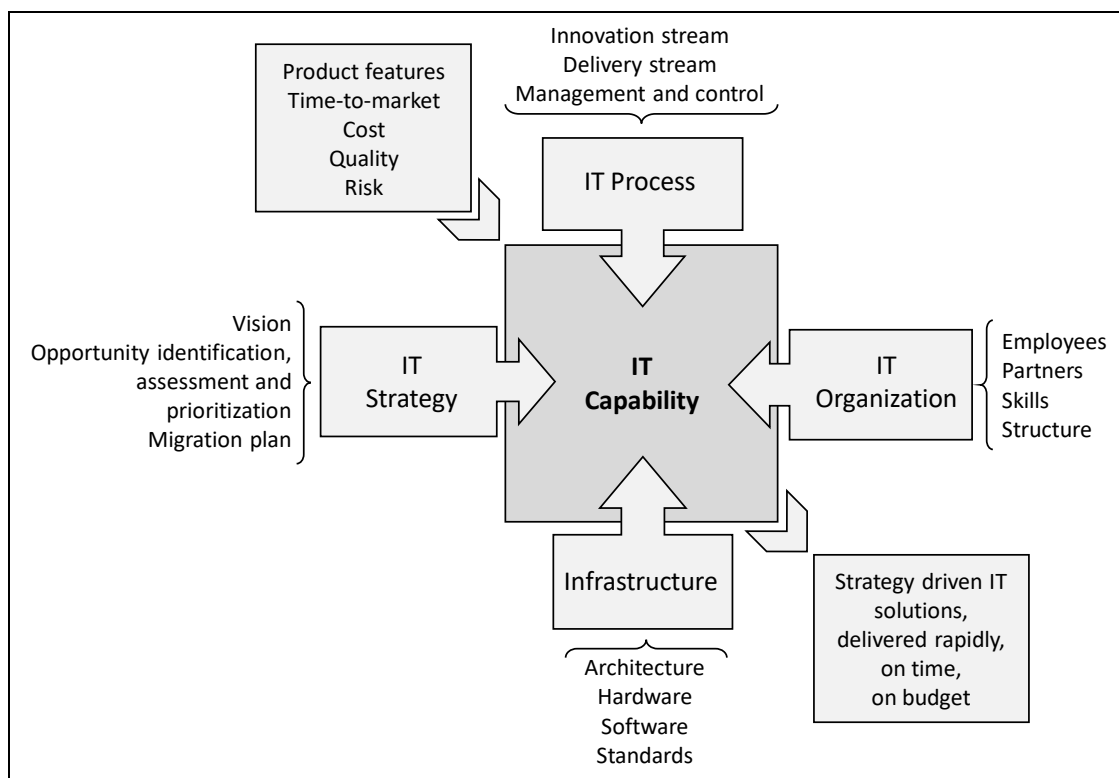 Innovation stream
Delivery stream
Management and control
Product features
Time-to-market
Cost
Quality
Risk
IT Process
Vision
Opportunity identification,
assessment and
prioritization
Migration plan
IT
Strategy
IT
Capability
IT
Organization
Employees
Partners
Skills
Structure
Infrastructure
Architecture
Hardware
Software
Standards
Strategy driven IT
solutions,
delivered rapidly,
on time,
on budget